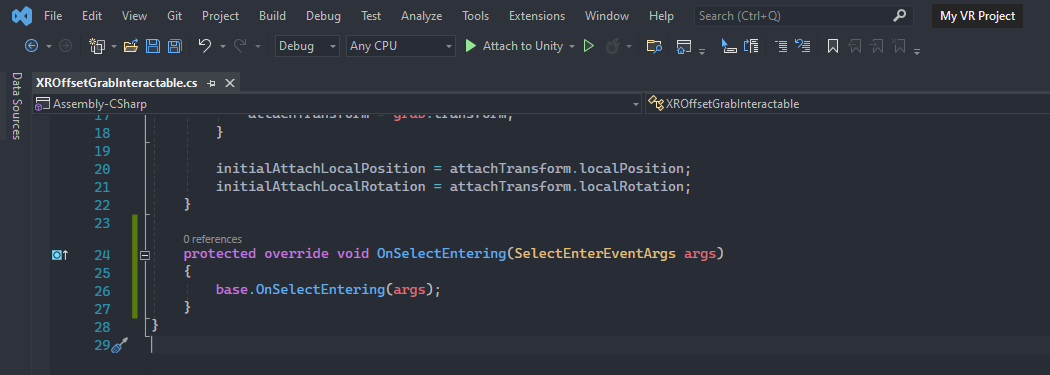 File Edit View Git Project Build Debug Test Analyze Tools Extensions Window Help Search (Ctrl+Q) My VR Project
Debug Any CPU Attach to Unity
Data Sources
XROffsetGrabInteractable.cs
Assembly-CSharp XROffsetGrabInteractable
17 attachTransform = grab.transform;
18 }
19
20 initialAttachLocalPosition = attachTransform.localPosition;
21 initialAttachLocalRotation = attachTransform.localRotation;
22 }
23
0 references
24 protected override void OnSelectEntering(SelectEnterEventArgs args)
25 {
26 base.OnSelectEntering(args);
27 }
28 }
29